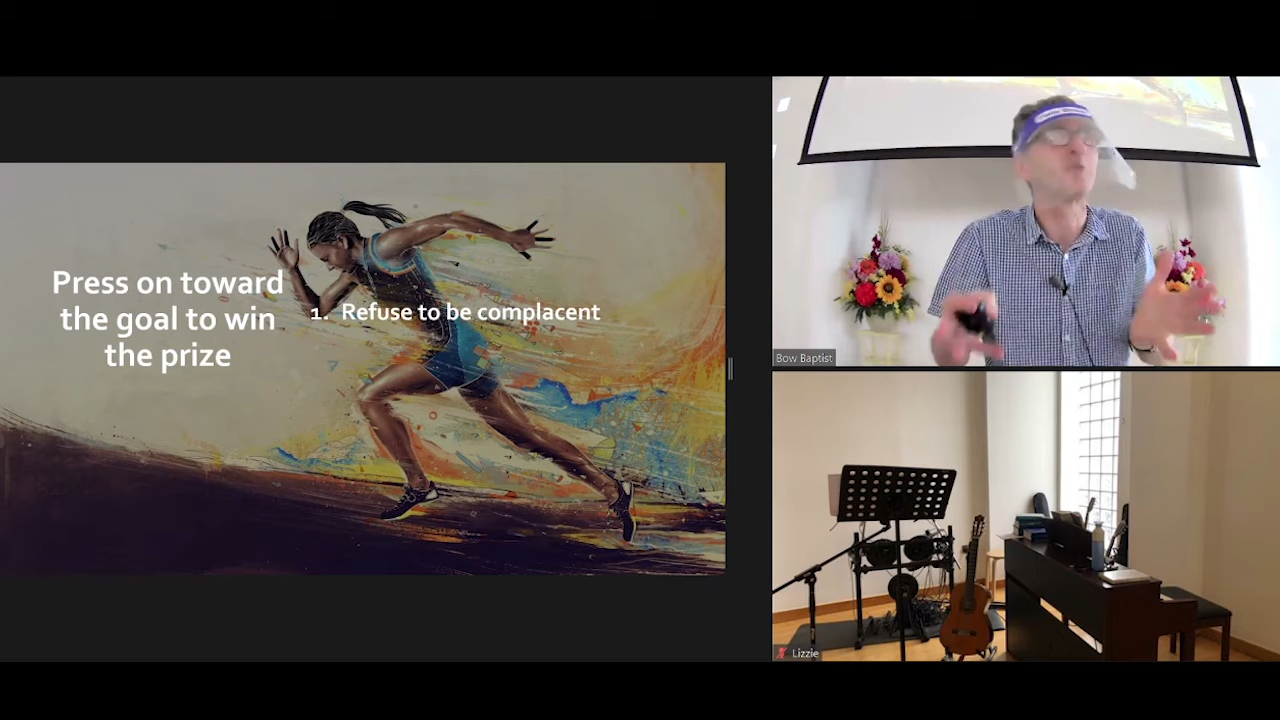 Press on toward
the goal to win
the prize
1. Refuse to be complacent
Bow Baptist
Lizzie